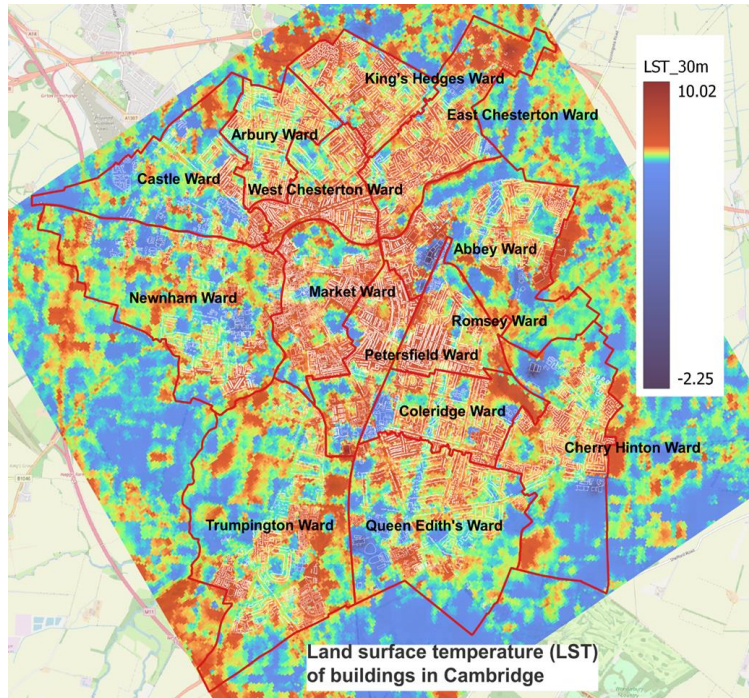 LST_30m
10.02
-2.25
King's Hedges Ward
East Chesterton Ward
Arbury Ward
Castle Ward
West Chesterton Ward
Abbey Ward
Newnham Ward
Market Ward
Romsey Ward
Petersfield Ward
Coleridge Ward
Cherry Hinton Ward
Trumpington Ward
Queen Edith's Ward
Land surface temperature (LST)
of buildings in Cambridge